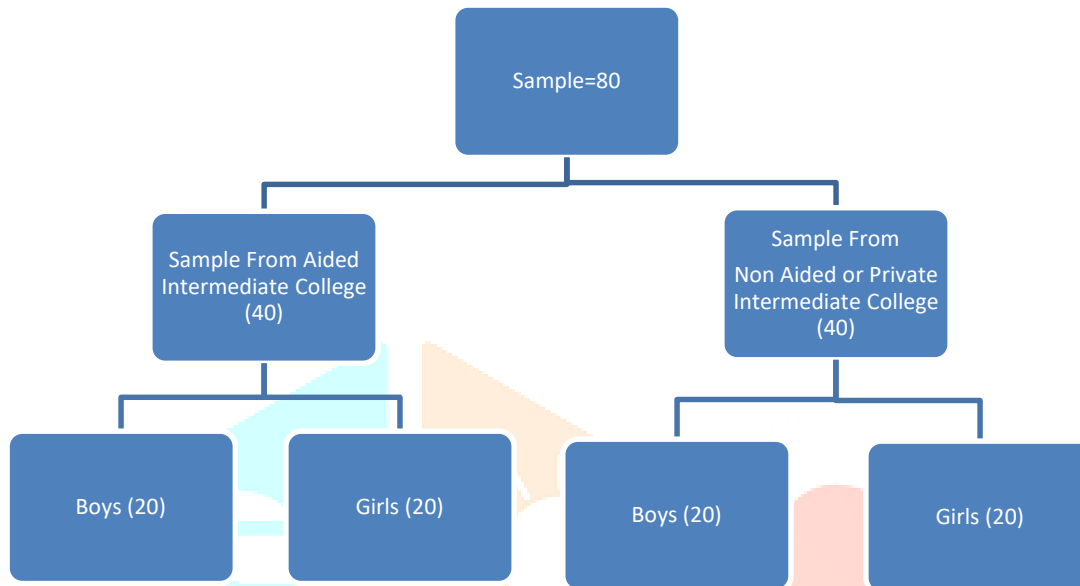 Sample=80
Sample From Aided
Intermediate College
(40)
Sample From
Non Aided or Private
Intermediate College
(40)
Boys (20)
Girls (20)
Boys (20)
Girls (20)